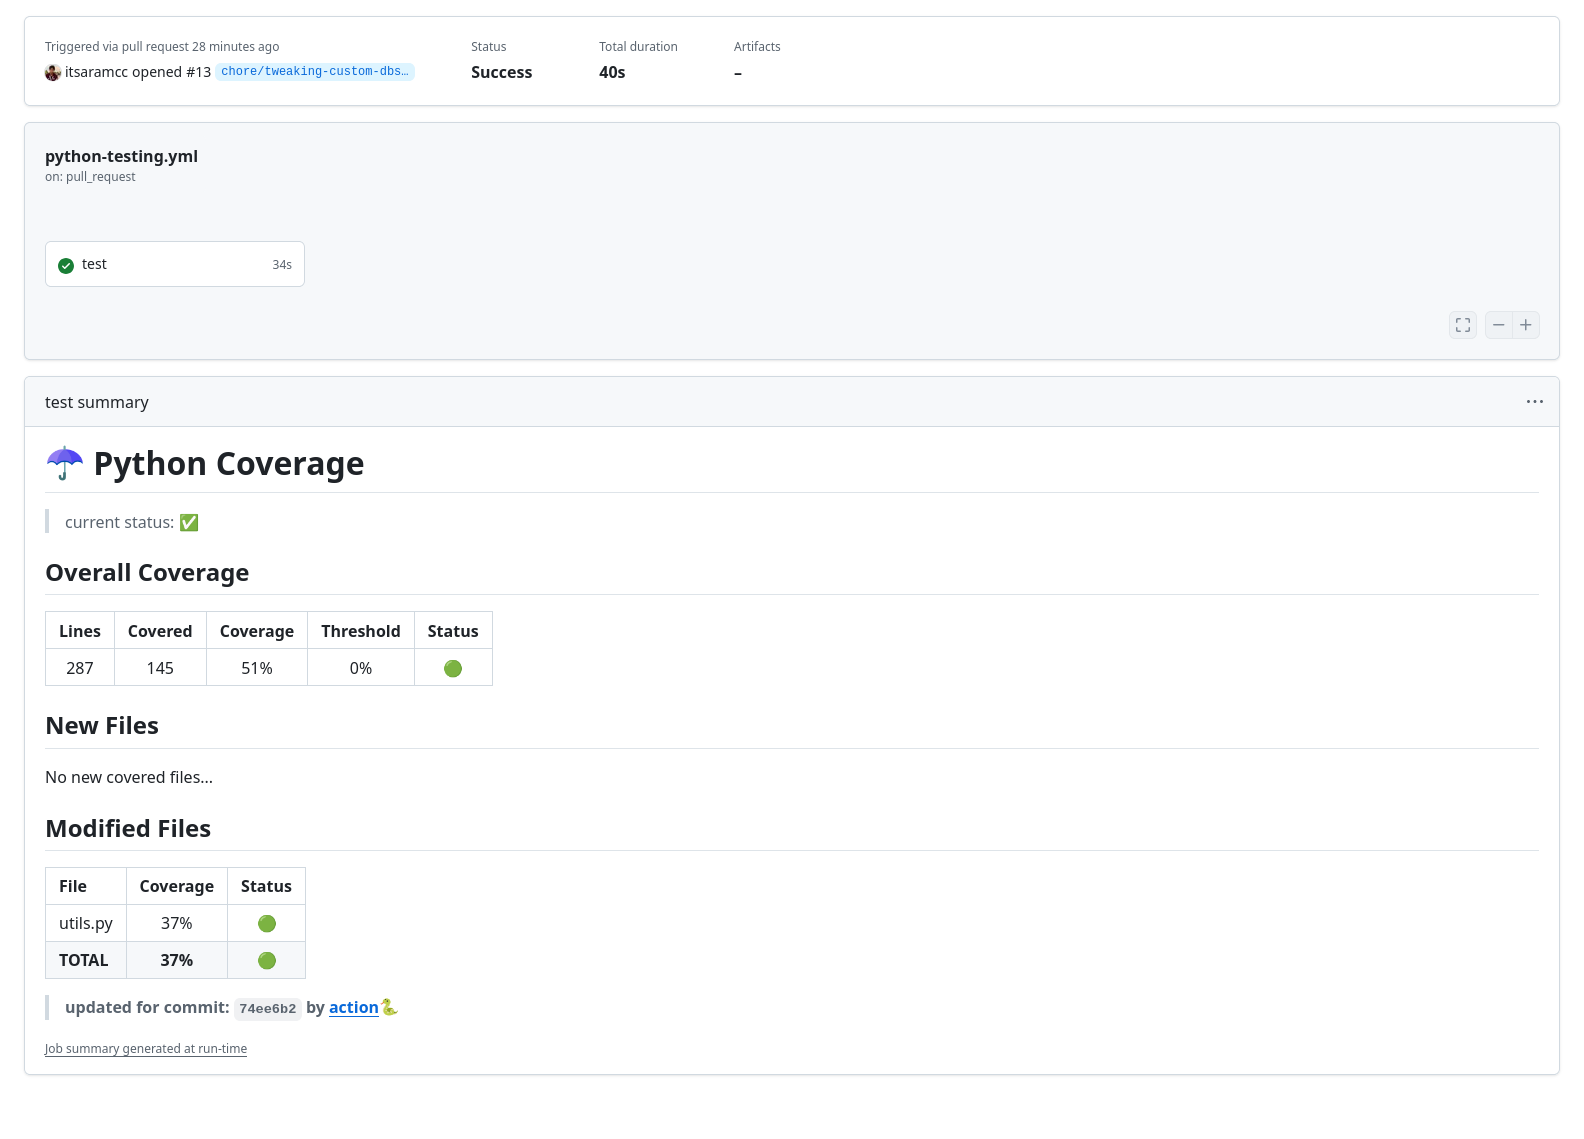 Triggered via pull request 28 minutes ago
itsaramcc opened #13 chore/tweaking-custom-dbs…
Status
Success
Total duration
40s
Artifacts
–
python-testing.yml
on: pull_request
test 34s
test summary
Python Coverage
current status: ✅
Overall Coverage
Lines Covered Coverage Threshold Status
287 145 51% 0% 🟢
New Files
No new covered files...
Modified Files
File Coverage Status
utils.py 37% 🟢
TOTAL 37% 🟢
updated for commit: 74ee6b2 by action🐍
Job summary generated at run-time